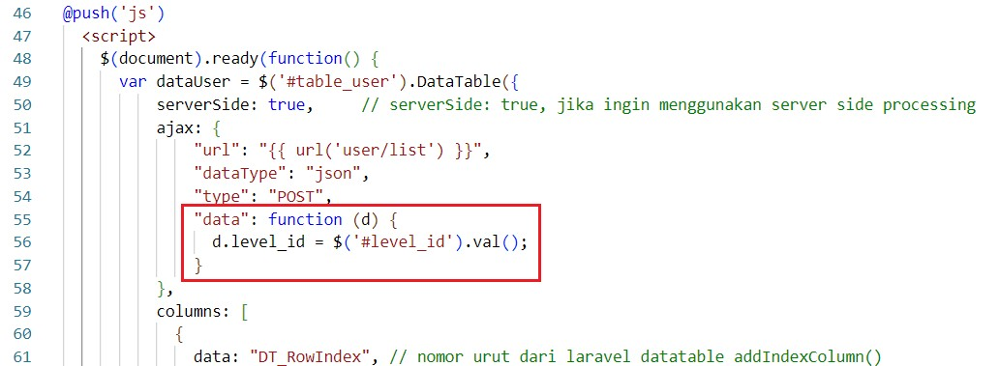 46 @push('js')
47 <script>
48 $(document).ready(function() {
49 var dataUser = $('#table_user').DataTable({
50 serverSide: true, // serverSide: true, jika ingin menggunakan server side processing
51 ajax: {
52 "url": "{{ url('user/list') }}",
53 "dataType": "json",
54 "type": "POST",
55 "data": function (d) {
56 d.level_id = $('#level_id').val();
57 }
58 },
59 columns: [
60 {
61 data: "DT_RowIndex", // nomor urut dari laravel datatable addIndexColumn()